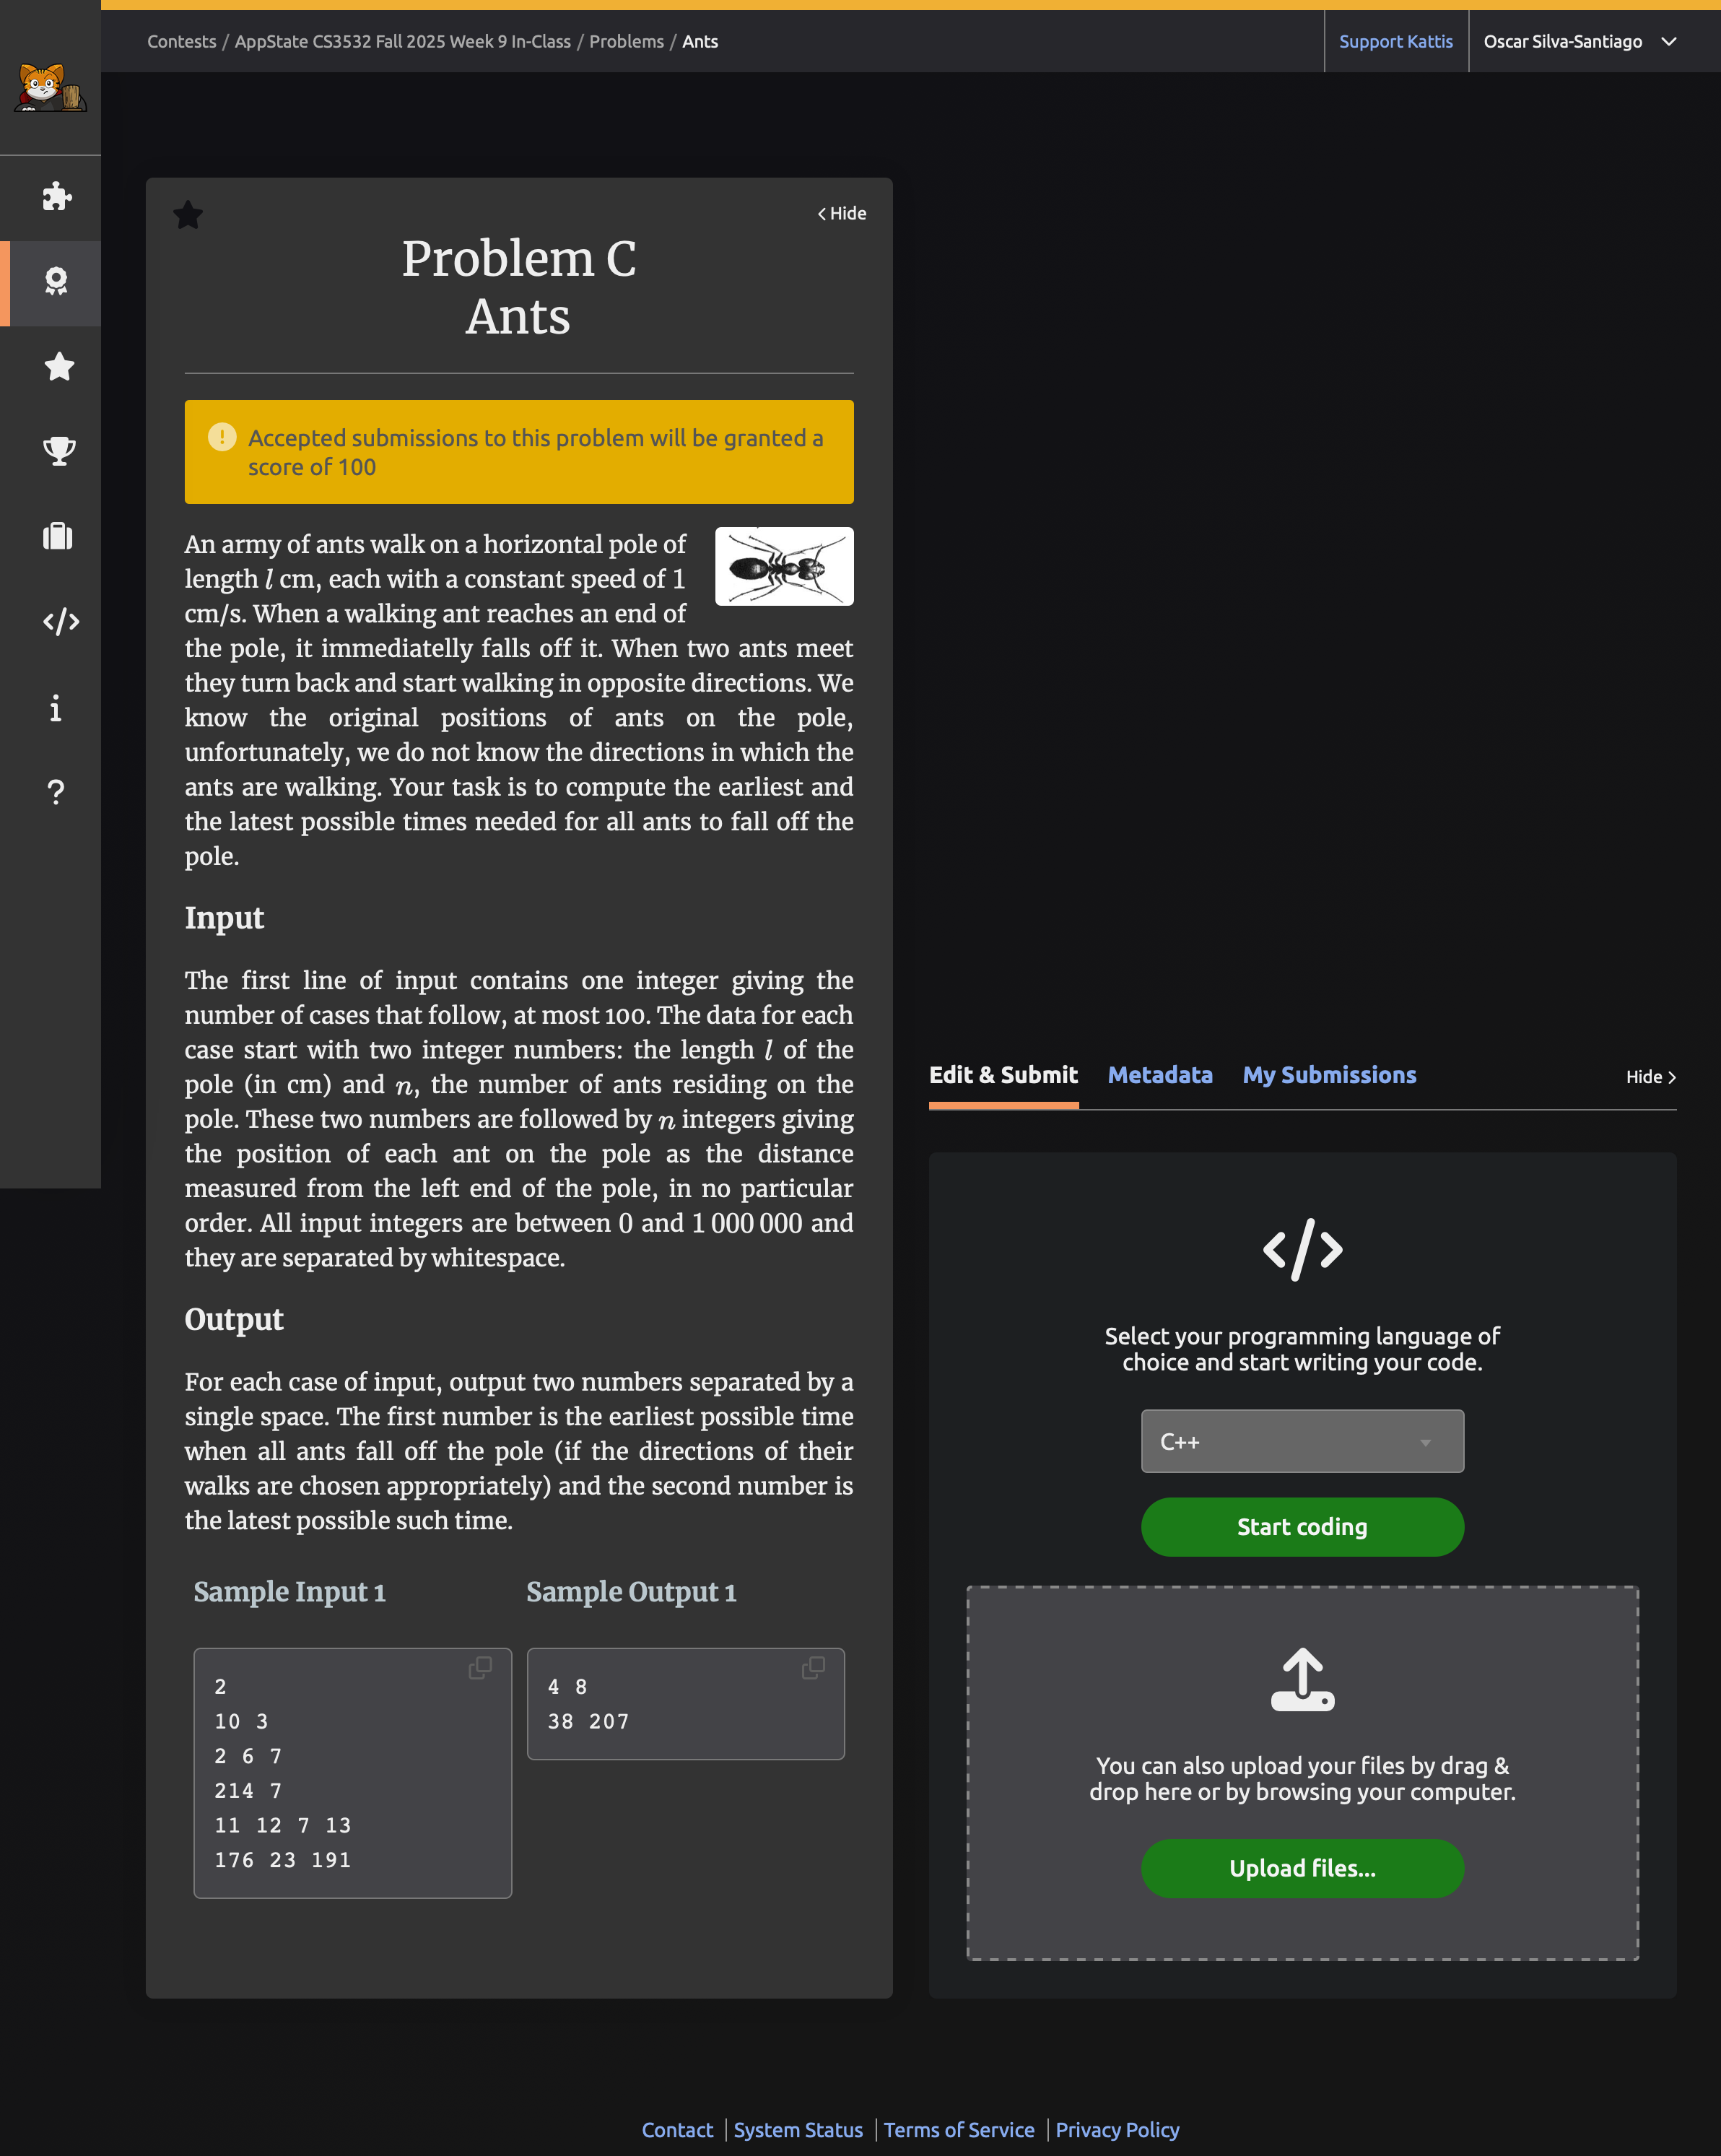 Contests / AppState CS3532 Fall 2025 Week 9 In-Class / Problems / Ants
Support Kattis
Oscar Silva-Santiago
Hide
Problem C
Ants
Accepted submissions to this problem will be granted a
score of 100
An army of ants walk on a horizontal pole of
length l cm, each with a constant speed of 1
cm/s. When a walking ant reaches an end of
the pole, it immediatelly falls off it. When two ants meet
they turn back and start walking in opposite directions. We
know the original positions of ants on the pole,
unfortunately, we do not know the directions in which the
ants are walking. Your task is to compute the earliest and
the latest possible times needed for all ants to fall off the
pole.
Input
The first line of input contains one integer giving the
number of cases that follow, at most 100. The data for each
case start with two integer numbers: the length l of the
pole (in cm) and n, the number of ants residing on the
pole. These two numbers are followed by n integers giving
the position of each ant on the pole as the distance
measured from the left end of the pole, in no particular
order. All input integers are between 0 and 1 000 000 and
they are separated by whitespace.
Output
For each case of input, output two numbers separated by a
single space. The first number is the earliest possible time
when all ants fall off the pole (if the directions of their
walks are chosen appropriately) and the second number is
the latest possible such time.
Sample Input 1
2
10 3
2 6 7
214 7
11 12 7 13
176 23 191
Sample Output 1
4 8
38 207
Edit & Submit
Metadata
My Submissions
Hide
</>
Select your programming language of
choice and start writing your code.
C++
Start coding
You can also upload your files by drag &
drop here or by browsing your computer.
Upload files...
Contact
System Status
Terms of Service
Privacy Policy